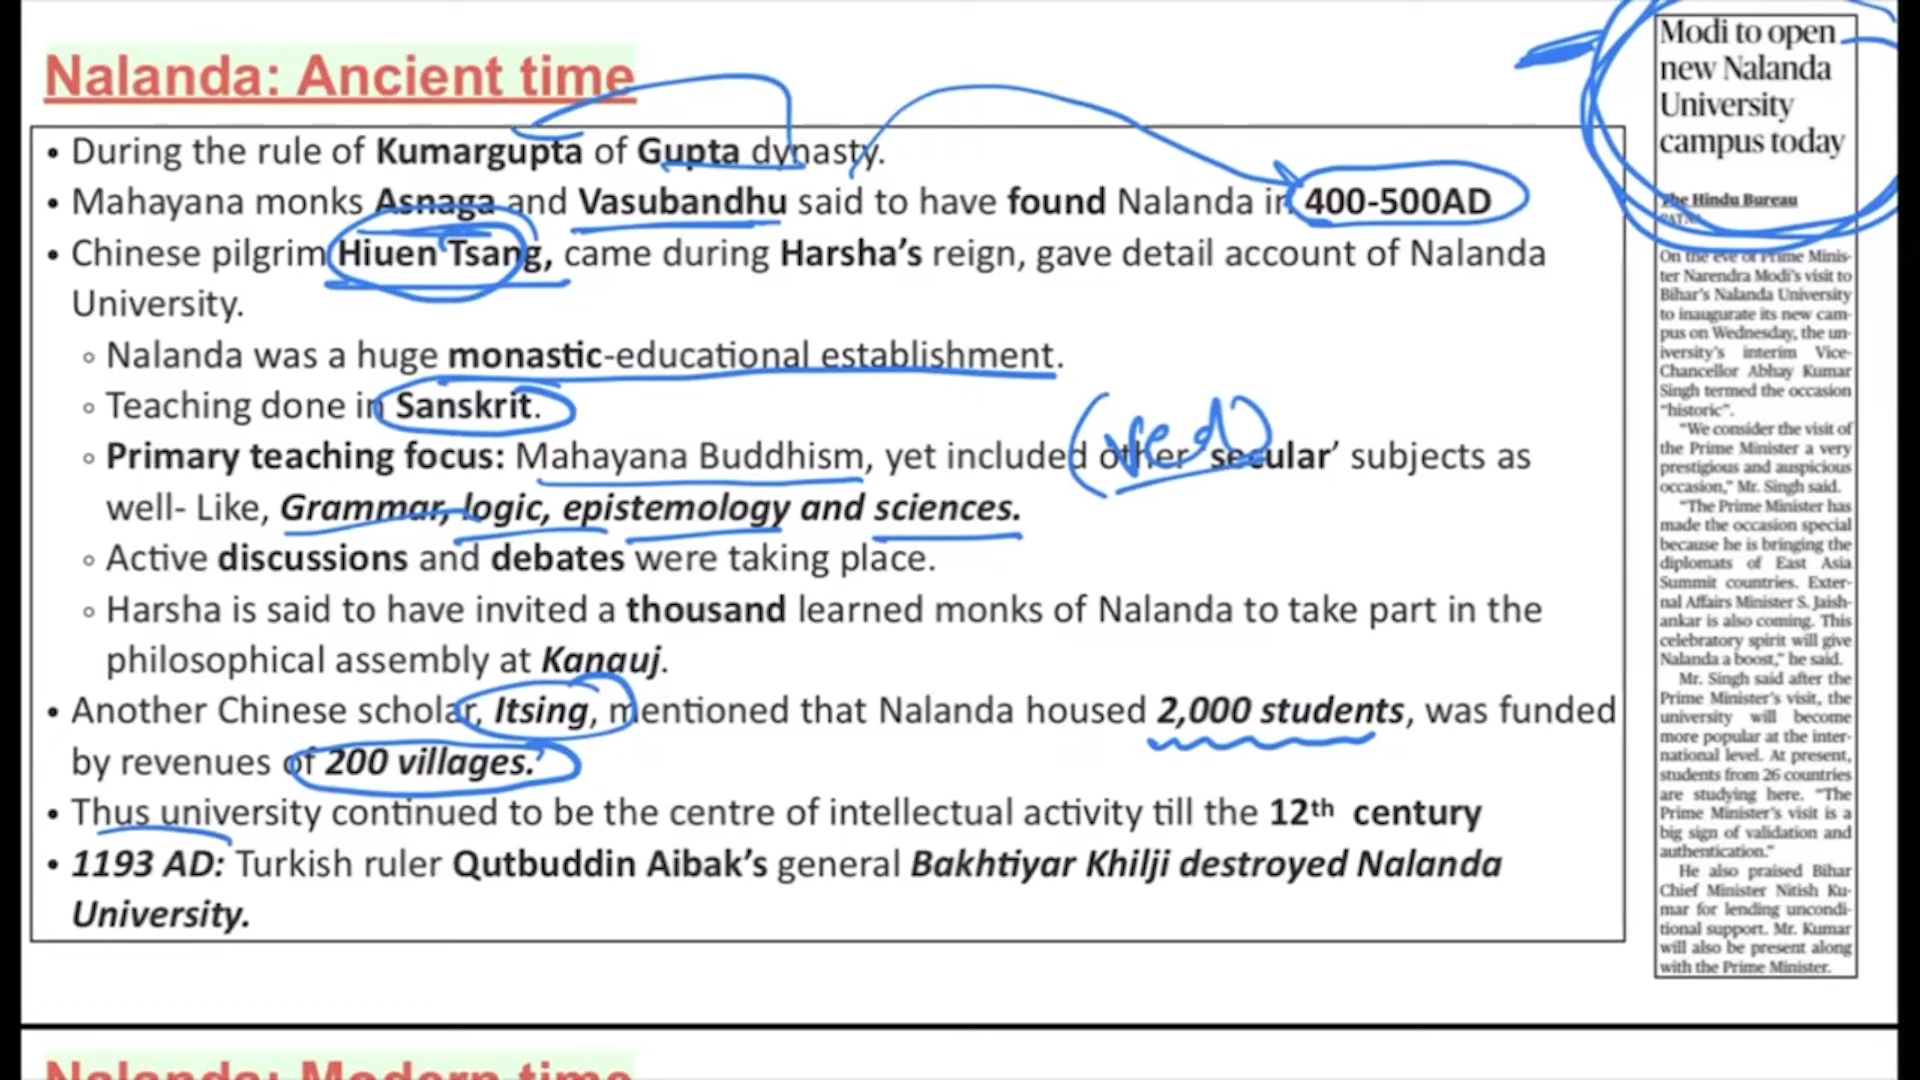 Nalanda: Ancient time
• During the rule of Kumargupta of Gupta dynasty.
• Mahayana monks Asnaga and Vasubandhu said to have found Nalanda in 400-500AD
• Chinese pilgrim Hiuen Tsang, came during Harsha’s reign, gave detail account of Nalanda
University.
◦ Nalanda was a huge monastic-educational establishment.
◦ Teaching done in Sanskrit.
(ved)
◦ Primary teaching focus: Mahayana Buddhism, yet included other ‘secular’ subjects as
well- Like, Grammar, logic, epistemology and sciences.
◦ Active discussions and debates were taking place.
◦ Harsha is said to have invited a thousand learned monks of Nalanda to take part in the
philosophical assembly at Kanauj.
• Another Chinese scholar, Itsing, mentioned that Nalanda housed 2,000 students, was funded
by revenues of 200 villages.
• Thus university continued to be the centre of intellectual activity till the 12th century
• 1193 AD: Turkish ruler Qutbuddin Aibak’s general Bakhtiyar Khilji destroyed Nalanda
University.
Modi to open
new Nalanda
University
campus today
The Hindu Bureau
On the eve of Prime Minis-
ter Narendra Modi’s visit to
Bihar’s Nalanda University
to inaugurate its new cam-
pus on Wednesday, the un-
iversity’s interim Vice-
Chancellor Abhay Kumar
Singh termed the occasion
“historic”.
“We consider the visit of
the Prime Minister a very
prestigious and auspicious
occasion,” Mr. Singh said.
“The Prime Minister has
made the occasion special
because he is bringing the
diplomats of East Asia
Summit countries. Exter-
nal Affairs Minister S. Jaish-
ankar is also coming. This
celebratory spirit will give
Nalanda a boost,” he said.
Mr. Singh said after the
Prime Minister’s visit, the
university will become
more popular at the inter-
national level. At present,
students from 26 countries
are studying here. “The
Prime Minister’s visit is a
big sign of validation and
authentication.”
He also praised Bihar
Chief Minister Nitish Ku-
mar for lending uncondi-
tional support. Mr. Kumar
will also be present along
with the Prime Minister.
Nalanda: Modern time